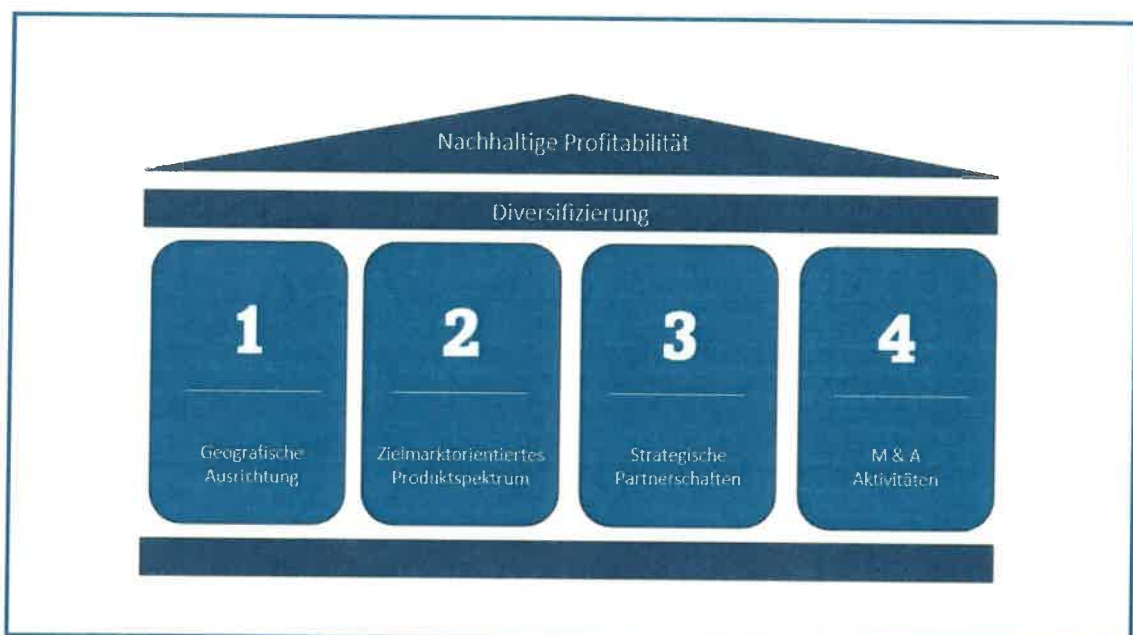 Nachhaltige Profitabilität
Diversifizierung
1
Geografische
Ausrichtung
2
Zielmarktorientiertes
Produktspektrum
3
Strategische
Partnerschaften
4
M & A
Aktivitäten